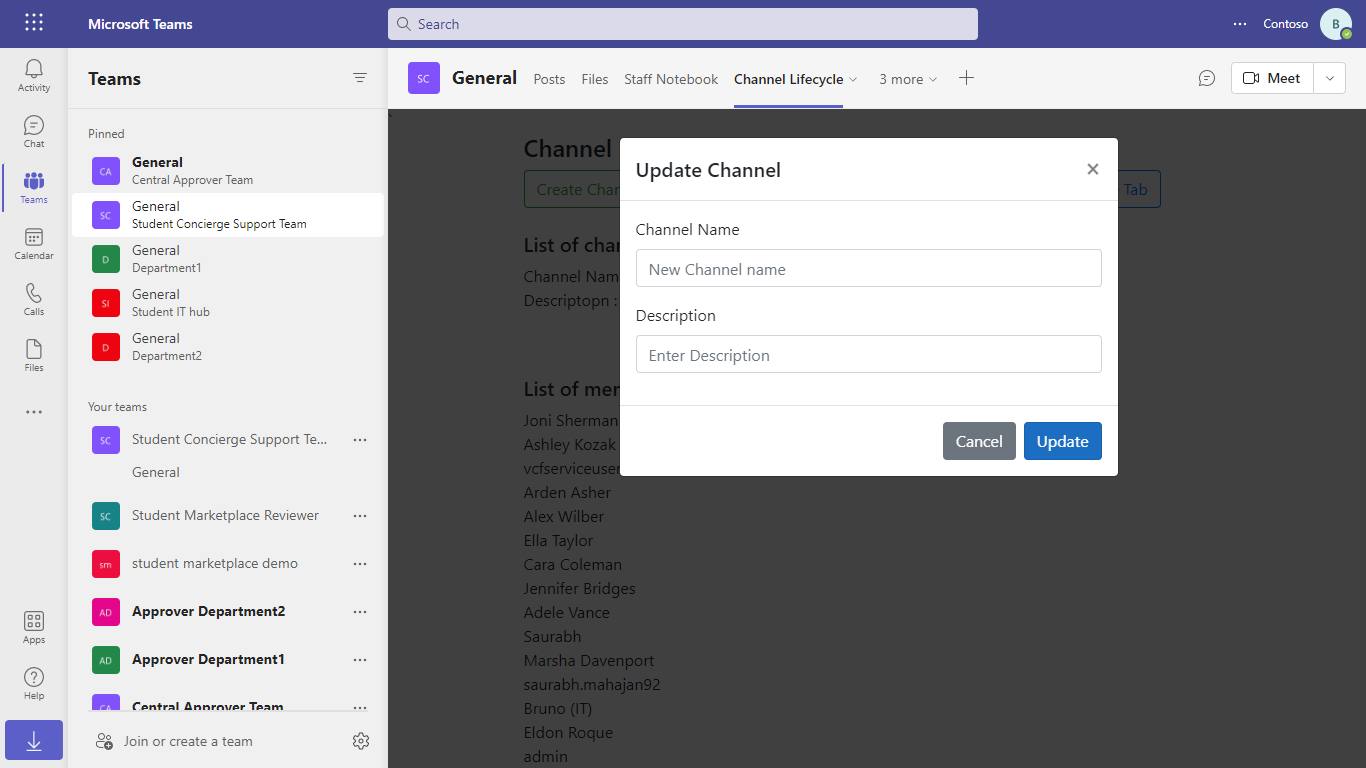 Microsoft Teams
Search
Contoso
B
Activity
Chat
Teams
Calendar
Calls
Files
Apps
Help
Teams
Pinned
CA
General
Central Approver Team
SC
General
Student Concierge Support Team
D
General
Department1
SI
General
Student IT hub
D
General
Department2
Your teams
SC
Student Concierge Support Te...
General
SC
Student Marketplace Reviewer
sm
student marketplace demo
AD
Approver Department2
AD
Approver Department1
CA
Central Approver Team
Join or create a team
SC
General
Posts
Files
Staff Notebook
Channel Lifecycle
3 more
Meet
Channel
Create Chan
Tab
List of chan
Channel Name
Descriptopn :
List of mem
Joni Sherman
Ashley Kozak
vcfserviceuser
Arden Asher
Alex Wilber
Ella Taylor
Cara Coleman
Jennifer Bridges
Adele Vance
Saurabh
Marsha Davenport
saurabh.mahajan92
Bruno (IT)
Eldon Roque
admin
Update Channel
×
Channel Name
New Channel name
Description
Enter Description
Cancel
Update